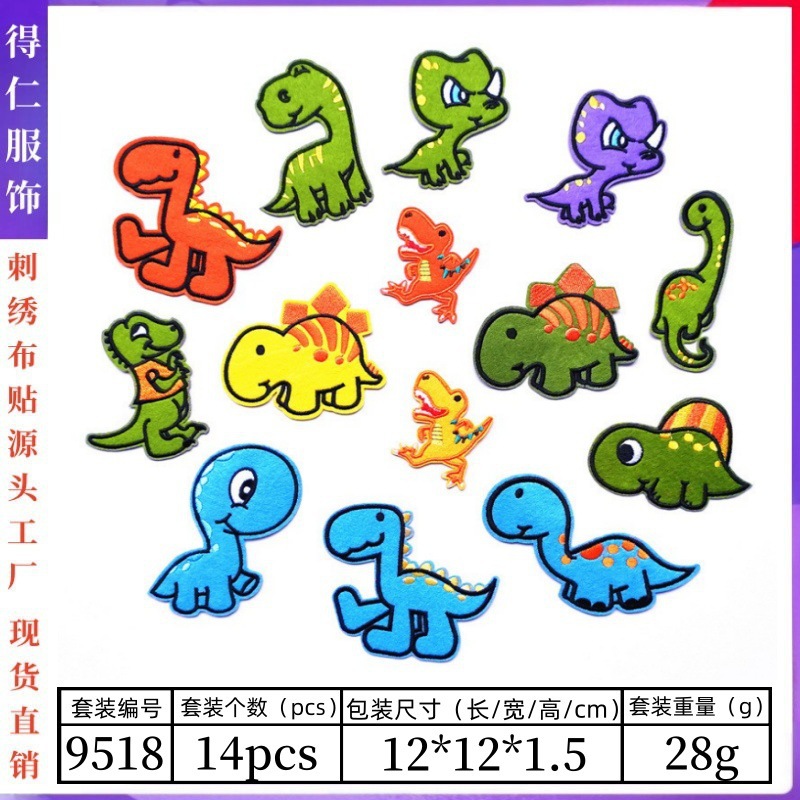 得仁服饰
刺绣布贴源头工厂 现货直销
套装编号 套装个数（pcs） 包装尺寸（长/宽/高/cm） 套装重量（g）
9518 14pcs 12*12*1.5 28g